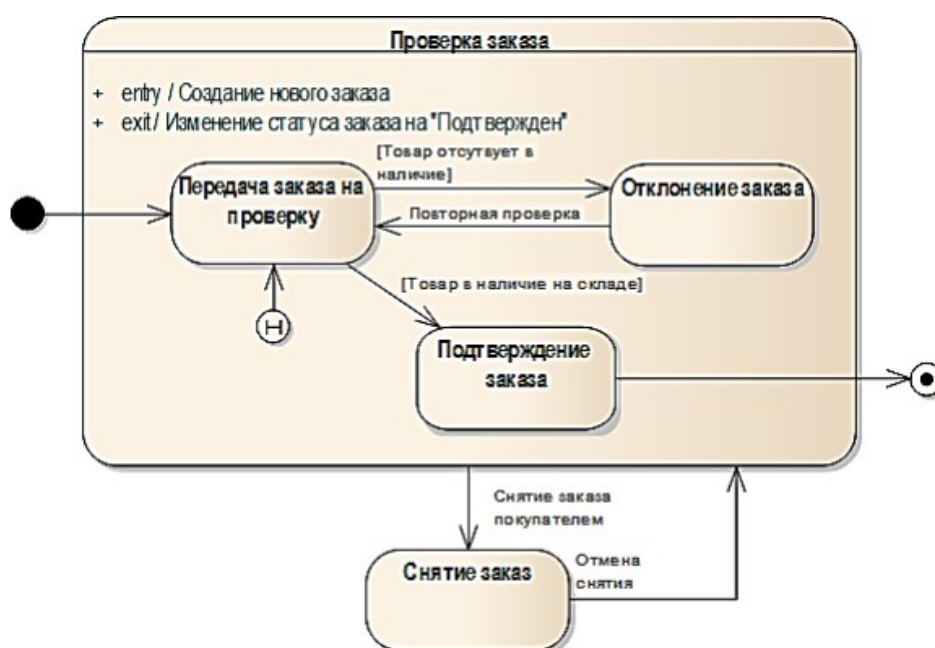 Проверка заказа
+ entry / Создание нового заказа
+ exit / Изменение статуса заказа на "Подтвержден"
[Товар отсутвует в
наличие]
Передача заказа на
проверку
Отклонение заказа
Повторная проверка
[Товар в наличие на складе]
H
Подтверждение
заказа
Снятие заказа
покупателем
Снятие заказ
Отмена
снятия